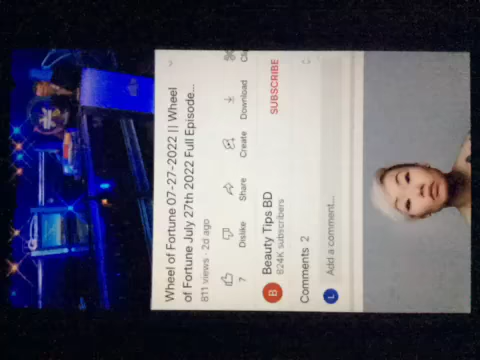 Wheel of Fortune 07-27-2022 || Wheel
of Fortune July 27th 2022 Full Episode...
811 views · 2d ago
7
Dislike
Share
Create
Download
B
Beauty Tips BD
624K subscribers
SUBSCRIBE
Comments 2
L
Add a comment...